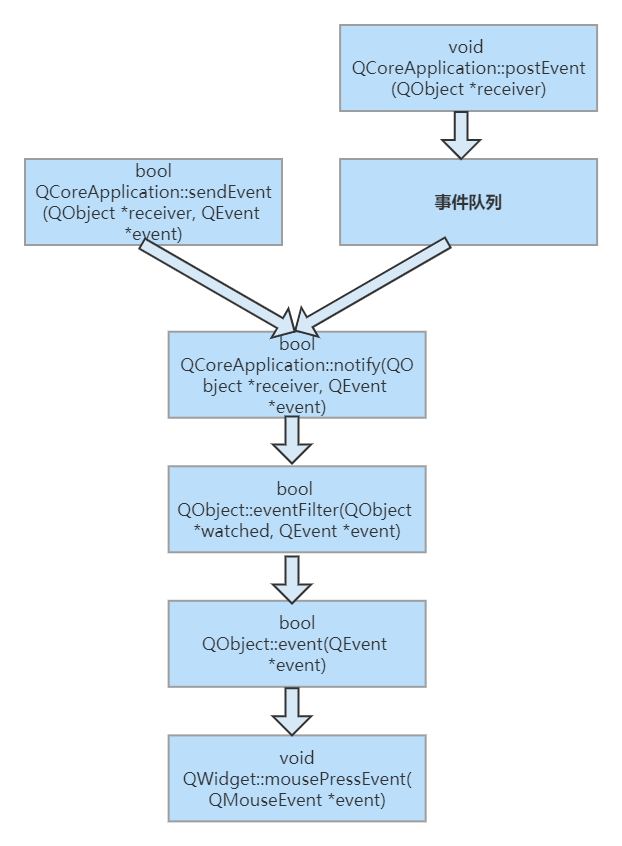 void
QCoreApplication::postEvent
(QObject *receiver)
bool
QCoreApplication::sendEvent
(QObject *receiver, QEvent
*event)
事件队列
bool
QCoreApplication::notify(QO
bject *receiver, QEvent
*event)
bool
QObject::eventFilter(QObject
*watched, QEvent *event)
bool
QObject::event(QEvent
*event)
void
QWidget::mousePressEvent(
QMouseEvent *event)